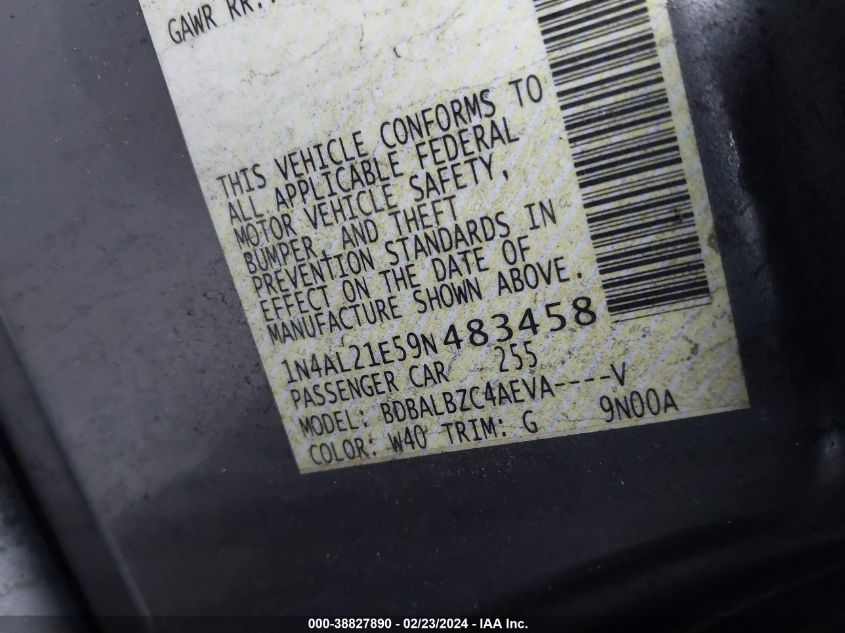 GAWR RR:
THIS VEHICLE CONFORMS TO
ALL APPLICABLE FEDERAL
MOTOR VEHICLE SAFETY,
BUMPER, AND THEFT
PREVENTION STANDARDS IN
EFFECT ON THE DATE OF
MANUFACTURE SHOWN ABOVE.
1N4AL21E59N483458
PASSENGER CAR 255
MODEL: BDBALBZC4AEVA----V
COLOR: W40 TRIM: G 9N00A
000-38827890 - 02/23/2024 - IAA Inc.